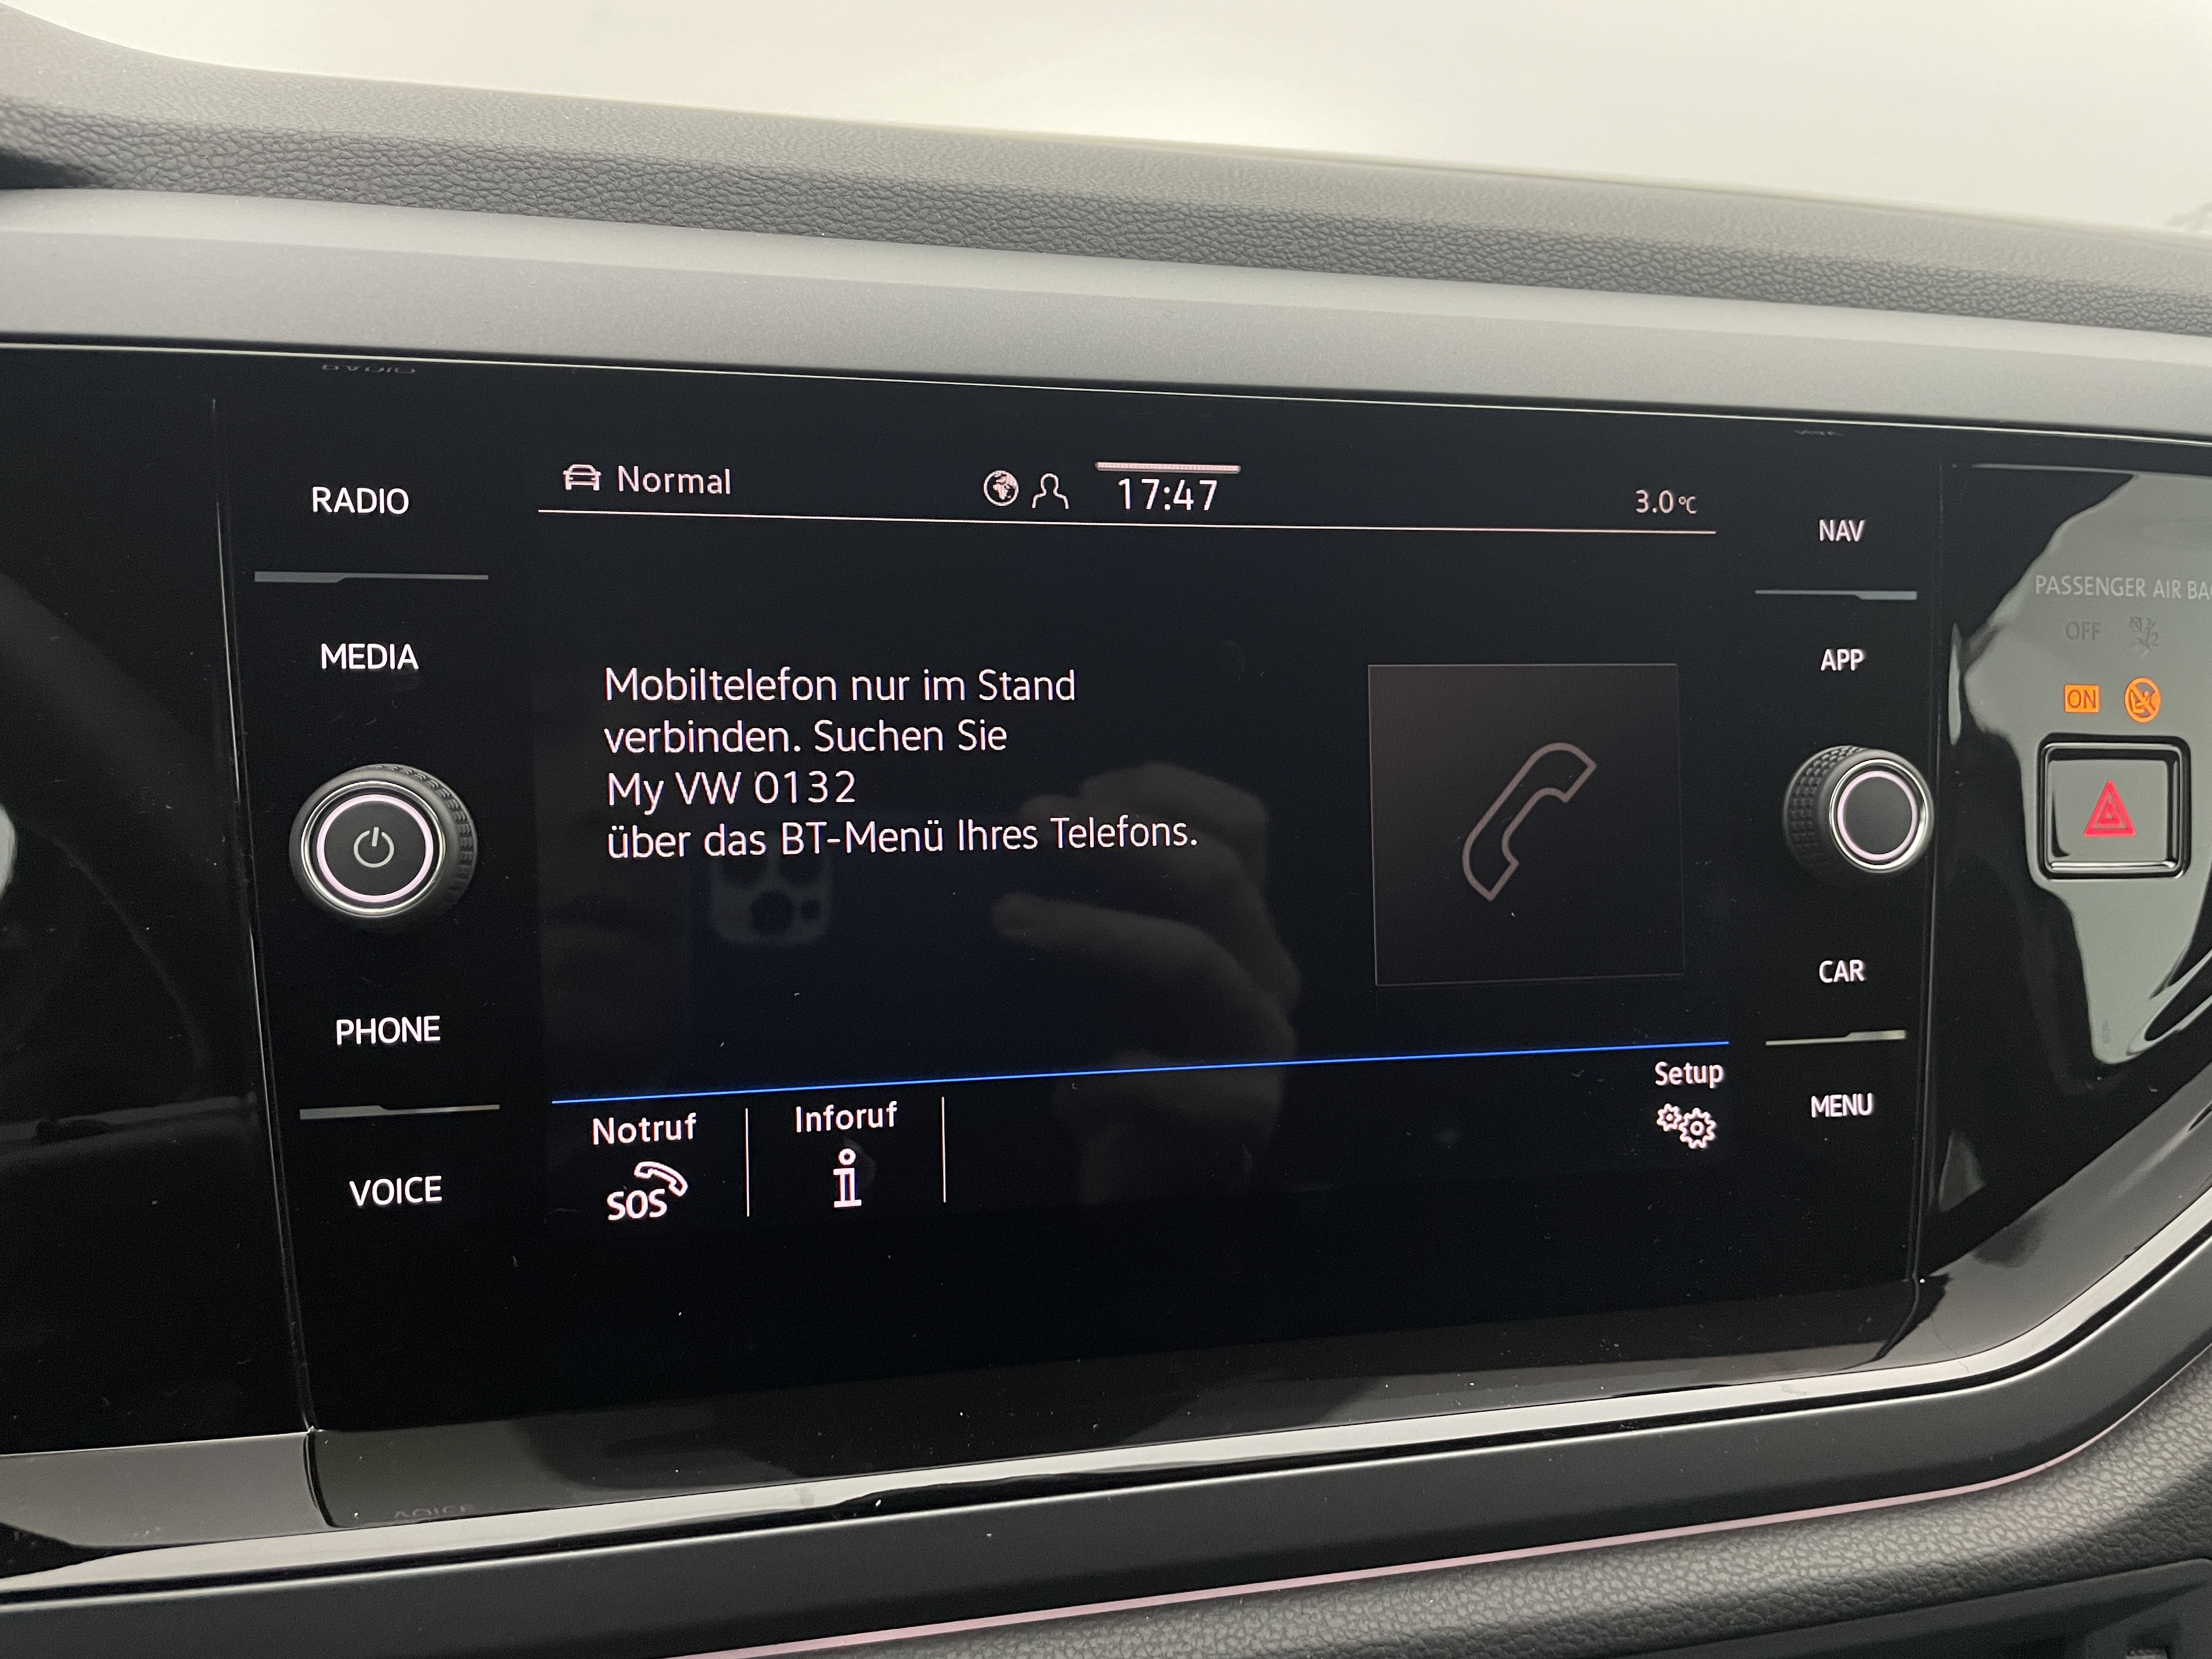 RADIO
MEDIA
PHONE
VOICE
Normal
17:47
3.0°C
Mobiltelefon nur im Stand
verbinden. Suchen Sie
My VW 0132
über das BT-Menü Ihres Telefons.
Notruf
SOS
Inforuf
i
Setup
NAV
APP
CAR
MENU
PASSENGER AIR
OFF
ON